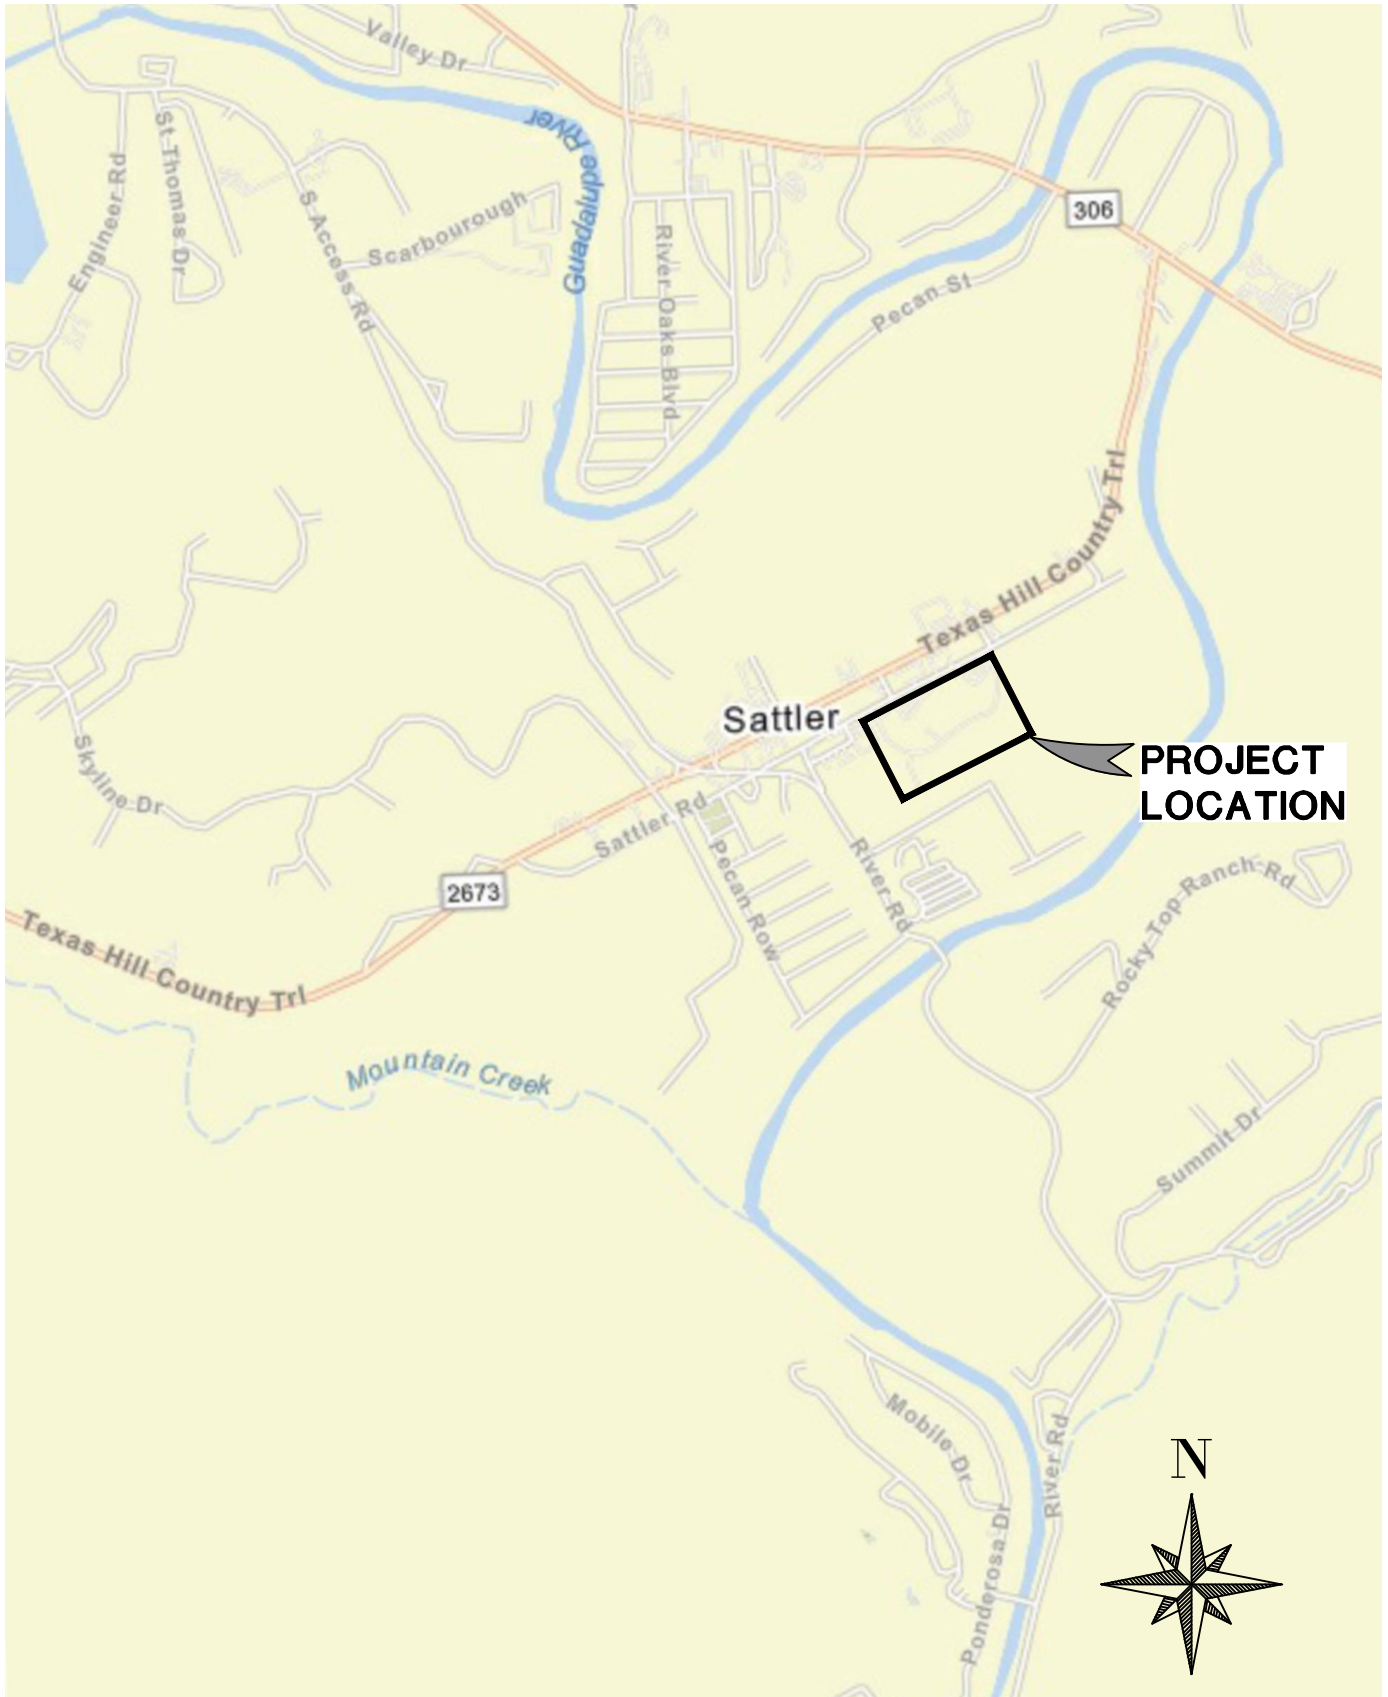 Valley Dr
Guadalupe River
St Thomas Dr
Engineer Rd
S Access Rd
Scarbourough
River Oaks Blvd
306
Pecan St
Texas Hill Country Trl
Sattler
PROJECT
LOCATION
Skyline Dr
Sattler Rd
2673
Pecan Row
River Rd
Rocky Top Ranch Rd
Texas Hill Country Trl
Mountain Creek
Summit Dr
Mobile Dr
River Rd
Ponderosa Dr
N